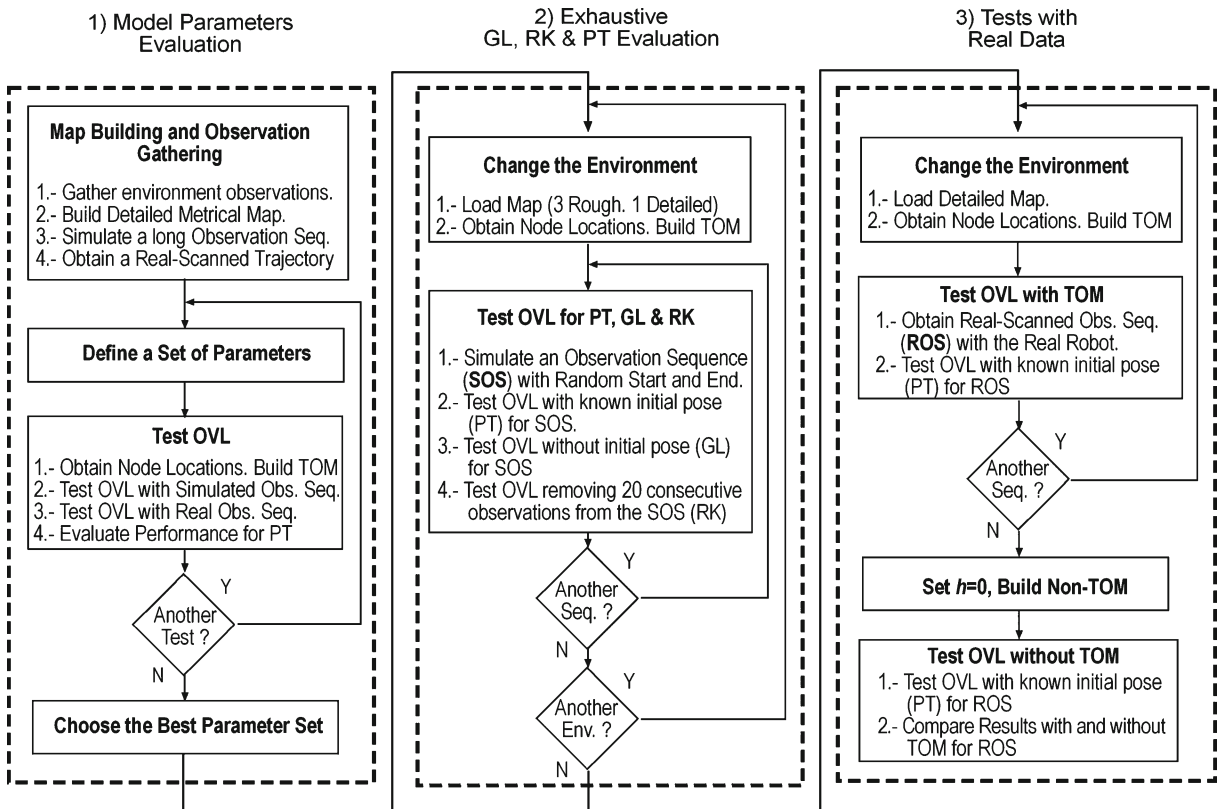 1) Model Parameters
Evaluation
Map Building and Observation
Gathering
1.- Gather environment observations.
2.- Build Detailed Metrical Map.
3.- Simulate a long Observation Seq.
4.- Obtain a Real-Scanned Trajectory
Define a Set of Parameters
Test OVL
1.- Obtain Node Locations. Build TOM
2.- Test OVL with Simulated Obs. Seq.
3.- Test OVL with Real Obs. Seq.
4.- Evaluate Performance for PT
Y
Another
Test ?
N
Choose the Best Parameter Set
2) Exhaustive
GL, RK & PT Evaluation
Change the Environment
1.- Load Map (3 Rough. 1 Detailed)
2.- Obtain Node Locations. Build TOM
Test OVL for PT, GL & RK
1.- Simulate an Observation Sequence
(SOS) with Random Start and End.
2.- Test OVL with known initial pose
(PT) for SOS.
3.- Test OVL without initial pose (GL)
for SOS
4.- Test OVL removing 20 consecutive
observations from the SOS (RK)
Y
Another
Seq. ?
N
Y
Another
Env. ?
N
3) Tests with
Real Data
Change the Environment
1.- Load Detailed Map.
2.- Obtain Node Locations. Build TOM
Test OVL with TOM
1.- Obtain Real-Scanned Obs. Seq.
(ROS) with the Real Robot.
2.- Test OVL with known initial pose
(PT) for ROS
Y
Another
Seq. ?
N
Set h=0, Build Non-TOM
Test OVL without TOM
1.- Test OVL with known initial pose
(PT) for ROS
2.- Compare Results with and without
TOM for ROS